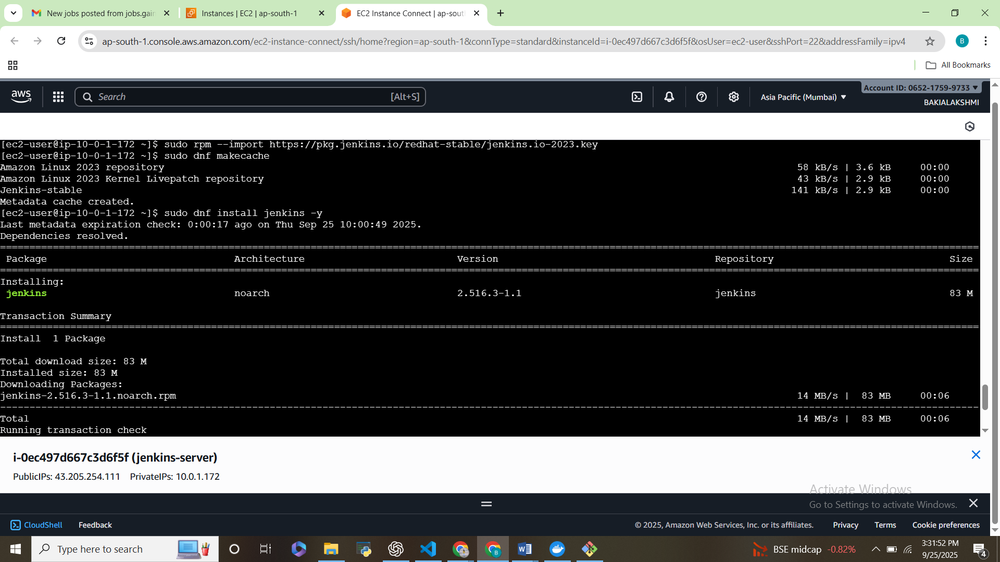 New jobs posted from jobs.gain
Instances | EC2 | ap-south-1
EC2 Instance Connect | ap-sout
ap-south-1.console.aws.amazon.com/ec2-instance-connect/ssh/home?region=ap-south-1&connType=standard&instanceId=i-0ec497d667c3d6f5f&osUser=ec2-user&sshPort=22&addressFamily=ipv4
B
All Bookmarks
aws
Search
[Alt+S]
Asia Pacific (Mumbai)
Account ID: 0652-1759-9733
BAKIALAKSHMI
[ec2-user@ip-10-0-1-172 ~]$ sudo rpm --import https://pkg.jenkins.io/redhat-stable/jenkins.io-2023.key
[ec2-user@ip-10-0-1-172 ~]$ sudo dnf makecache
Amazon Linux 2023 repository 58 kB/s | 3.6 kB 00:00
Amazon Linux 2023 Kernel Livepatch repository 43 kB/s | 2.9 kB 00:00
Jenkins-stable 141 kB/s | 2.9 kB 00:00
Metadata cache created.
[ec2-user@ip-10-0-1-172 ~]$ sudo dnf install jenkins -y
Last metadata expiration check: 0:00:17 ago on Thu Sep 25 10:00:49 2025.
Dependencies resolved.
Package Architecture Version Repository Size
Installing:
jenkins noarch 2.516.3-1.1 jenkins 83 M
Transaction Summary
Install 1 Package
Total download size: 83 M
Installed size: 83 M
Downloading Packages:
jenkins-2.516.3-1.1.noarch.rpm 14 MB/s | 83 MB 00:06
Total 14 MB/s | 83 MB 00:06
Running transaction check
i-0ec497d667c3d6f5f (jenkins-server)
PublicIPs: 43.205.254.111 PrivateIPs: 10.0.1.172
Activate Windows
Go to Settings to activate Windows.
CloudShell
Feedback
© 2025, Amazon Web Services, Inc. or its affiliates.
Privacy
Terms
Cookie preferences
Type here to search
B
BSE midcap -0.82%
3:31:52 PM
9/25/2025
4